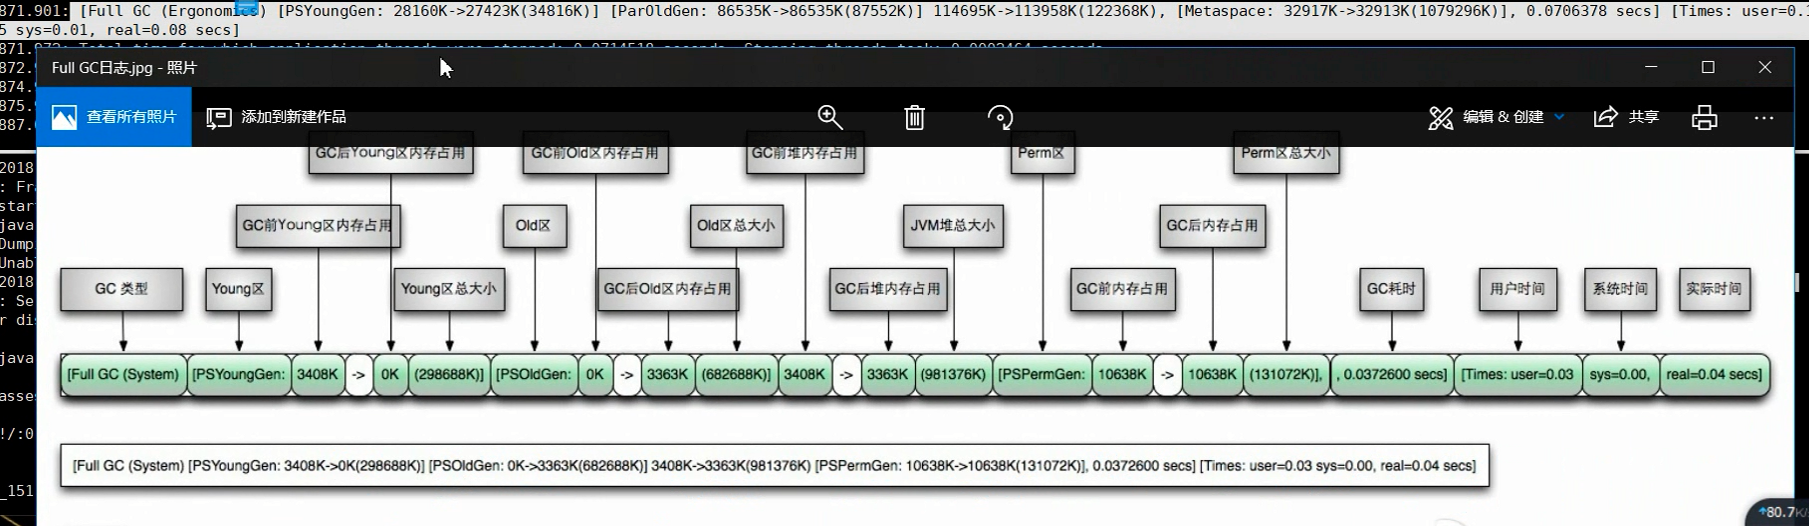 871.901: [Full GC (Ergonomics) [PSYoungGen: 28160K->27423K(34816K)] [ParOldGen: 86535K->86535K(87552K)] 114695K->113958K(122368K), [Metaspace: 32917K->32913K(1079296K)], 0.0706378 secs] [Times: user=0.1
5 sys=0.01, real=0.08 secs]
Full GC日志.jpg - 照片
查看所有照片
添加到新建作品
编辑 & 创建
共享
GC后Young区内存占用
GC前Old区内存占用
GC前堆内存占用
Perm区
Perm区总大小
GC前Young区内存占用
Old区
Old区总大小
JVM堆总大小
GC后内存占用
GC 类型
Young区
Young区总大小
GC后Old区内存占用
GC后堆内存占用
GC前内存占用
GC耗时
用户时间
系统时间
实际时间
[Full GC (System) [PSYoungGen: 3408K -> 0K (298688K)] [PSOldGen: 0K -> 3363K (682688K)] 3408K -> 3363K (981376K) [PSPermGen: 10638K -> 10638K (131072K)], , 0.0372600 secs] [Times: user=0.03 sys=0.00, real=0.04 secs]
[Full GC (System) [PSYoungGen: 3408K->0K(298688K)] [PSOldGen: 0K->3363K(682688K)] 3408K->3363K(981376K) [PSPermGen: 10638K->10638K(131072K)], 0.0372600 secs] [Times: user=0.03 sys=0.00, real=0.04 secs]
872.
874.
875.
887.
2018
: Fr
star
java
Dump
Unab
2018
: Se
r di
java
asse
!/:0
_151
80.7K/